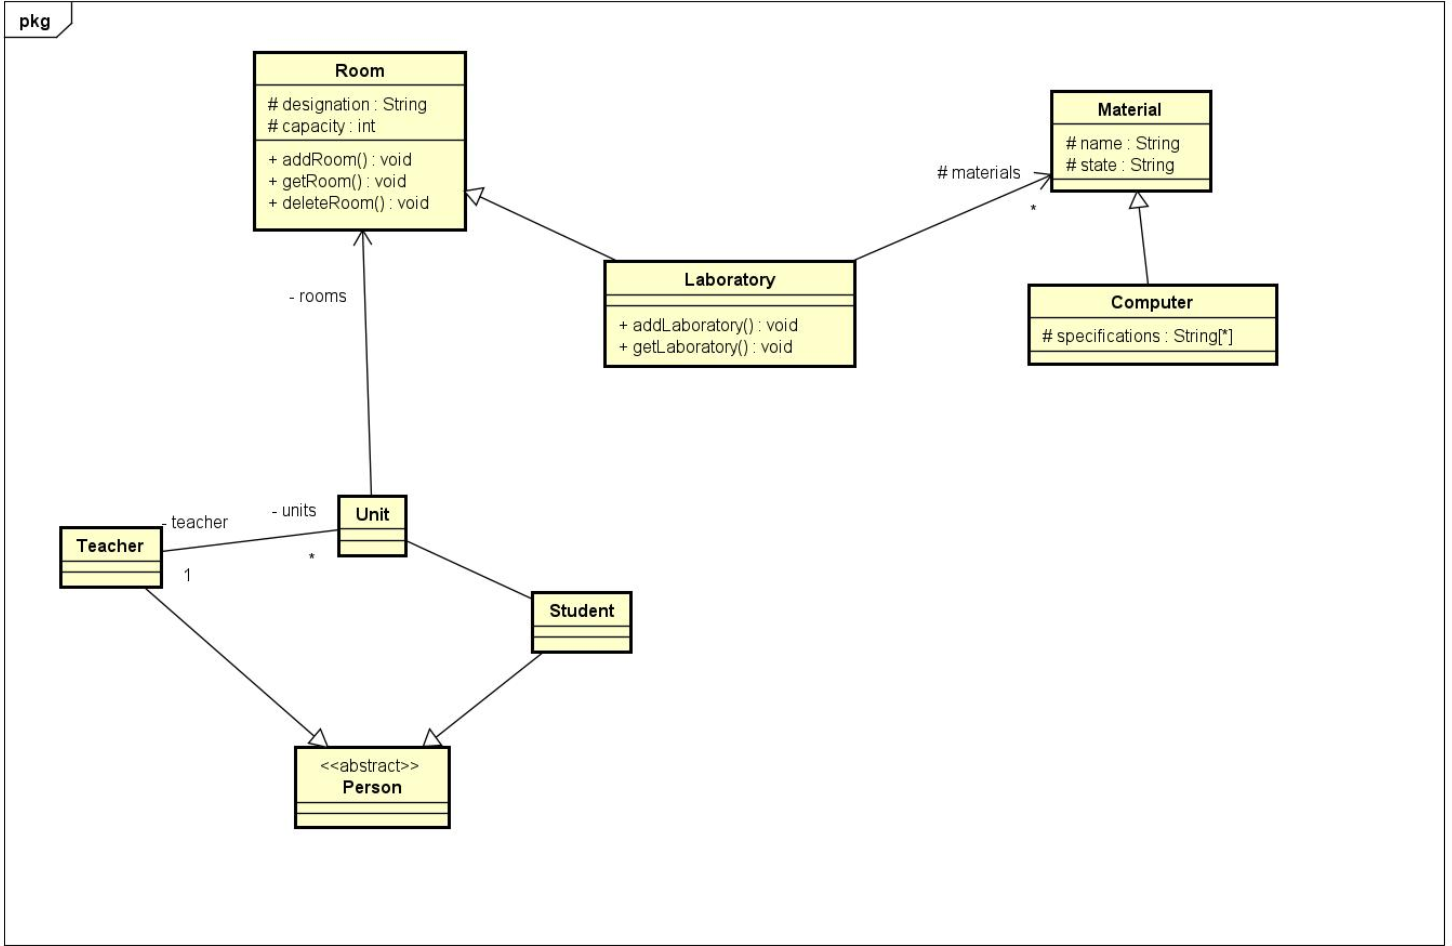 pkg
Room
# designation : String
# capacity : int
+ addRoom() : void
+ getRoom() : void
+ deleteRoom() : void
Material
# name : String
# state : String
# materials
*
Laboratory
+ addLaboratory() : void
+ getLaboratory() : void
Computer
# specifications : String[*]
- rooms
- units
- teacher
Unit
Teacher
*
1
Student
<<abstract>>
Person